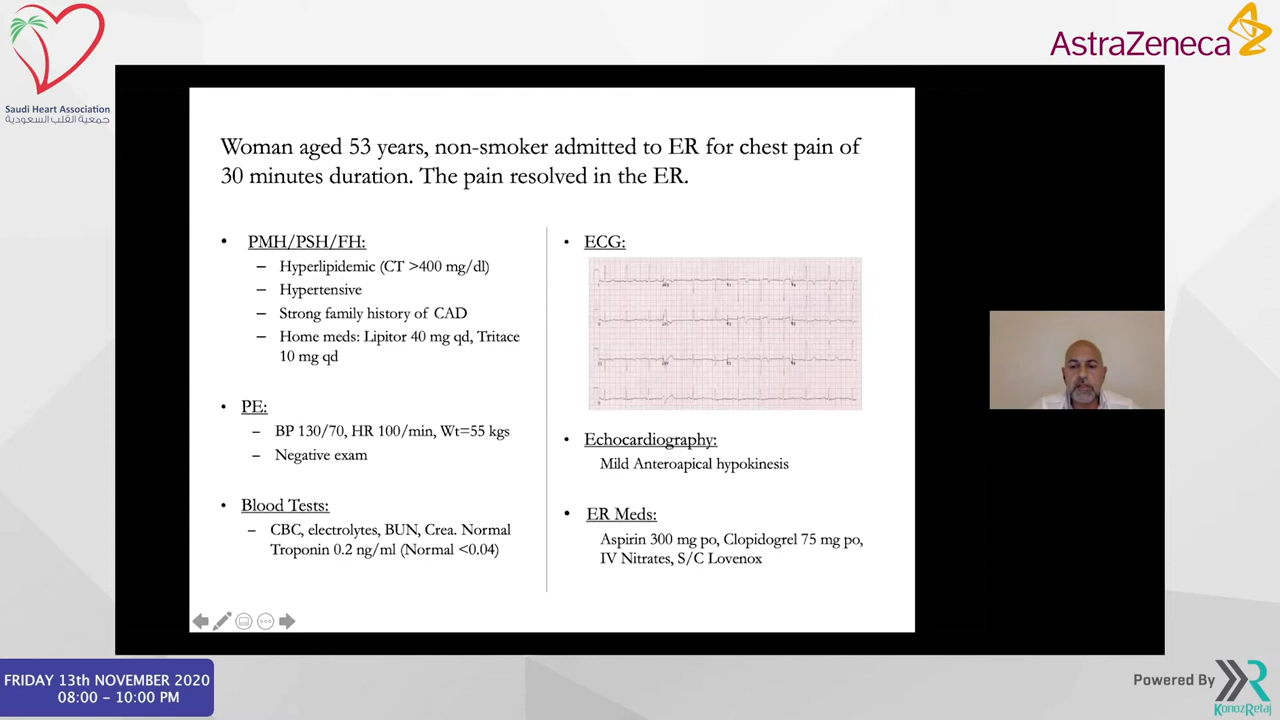 Saudi Heart Association
جمعية القلب السعودية
AstraZeneca
Woman aged 53 years, non-smoker admitted to ER for chest pain of
30 minutes duration. The pain resolved in the ER.
• PMH/PSH/FH:
– Hyperlipidemic (CT >400 mg/dl)
– Hypertensive
– Strong family history of CAD
– Home meds: Lipitor 40 mg qd, Tritace
10 mg qd
• PE:
– BP 130/70, HR 100/min, Wt=55 kgs
– Negative exam
• Blood Tests:
– CBC, electrolytes, BUN, Crea. Normal
Troponin 0.2 ng/ml (Normal <0.04)
• ECG:
• Echocardiography:
Mild Anteroapical hypokinesis
• ER Meds:
Aspirin 300 mg po, Clopidogrel 75 mg po,
IV Nitrates, S/C Lovenox
FRIDAY 13th NOVEMBER 2020
08:00 – 10:00 PM
Powered By
KonozRetaj